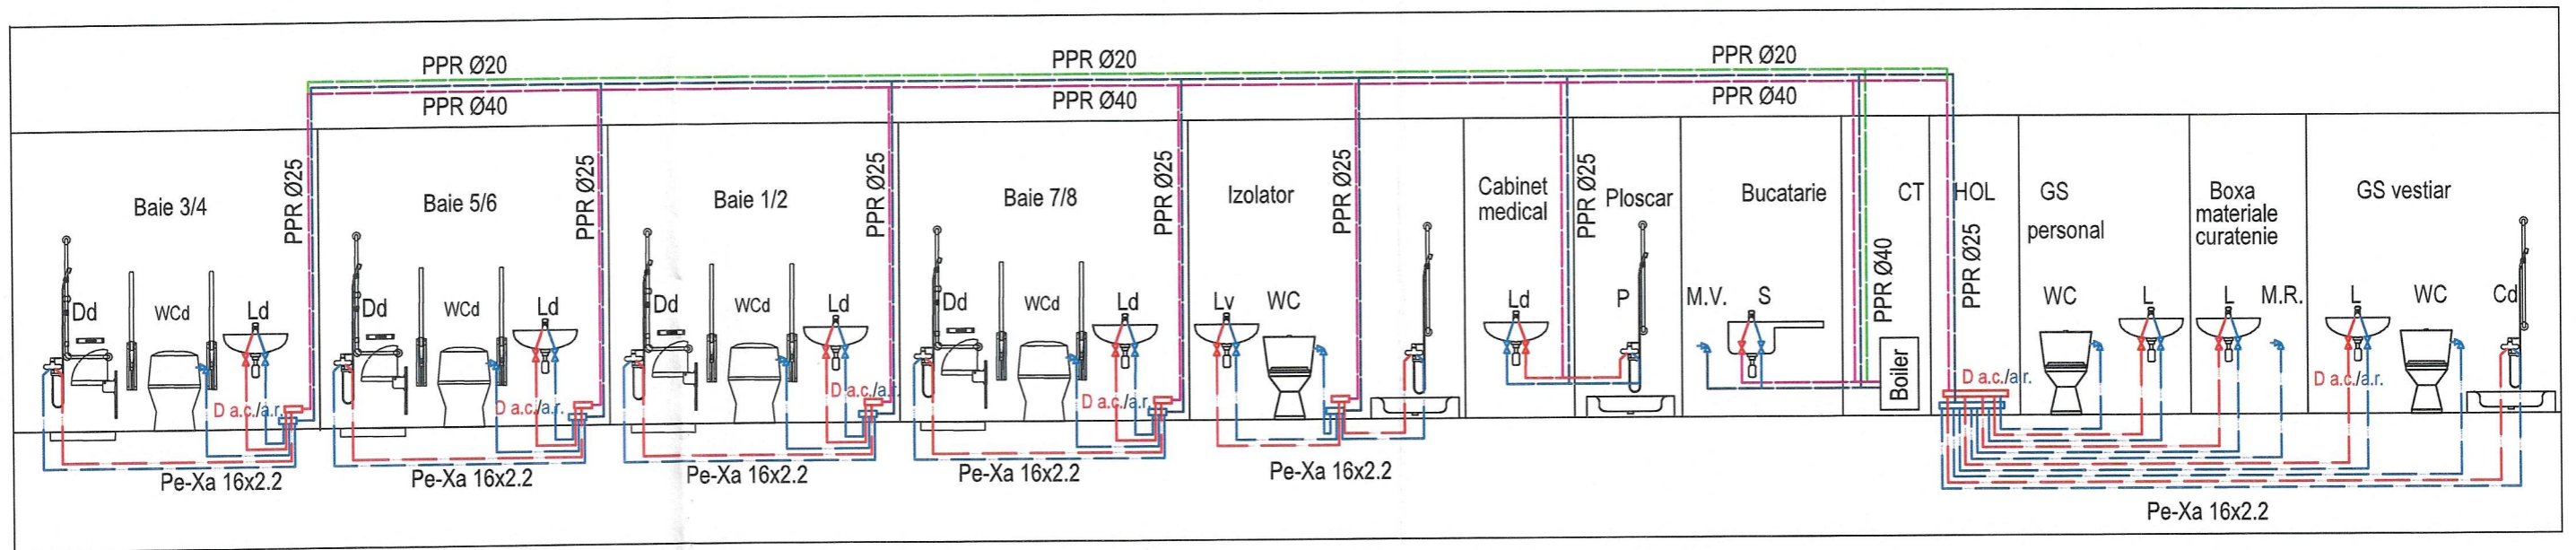 PPR Ø20
PPR Ø20
PPR Ø20
PPR Ø40
PPR Ø40
PPR Ø40
Baie 3/4
PPR Ø25
Dd
WCd
Ld
D a.c./a.r.
Pe-Xa 16x2.2
Baie 5/6
PPR Ø25
Dd
WCd
Ld
D a.c./a.r.
Pe-Xa 16x2.2
Baie 1/2
PPR Ø25
Dd
WCd
Ld
D a.c./a.r.
Pe-Xa 16x2.2
Baie 7/8
PPR Ø25
Dd
WCd
Ld
D a.c./a.r.
Pe-Xa 16x2.2
Izolator
PPR Ø25
Lv
WC
Pe-Xa 16x2.2
Cabinet
medical
PPR Ø25
Ld
Ploscar
P
Bucatarie
M.V.
S
CT
PPR Ø40
Boiler
HOL
PPR Ø25
D a.c./a.r.
GS
personal
WC
L
Boxa
materiale
curatenie
L
M.R.
GS vestiar
L
WC
Cd
D a.c./a.r.
Pe-Xa 16x2.2